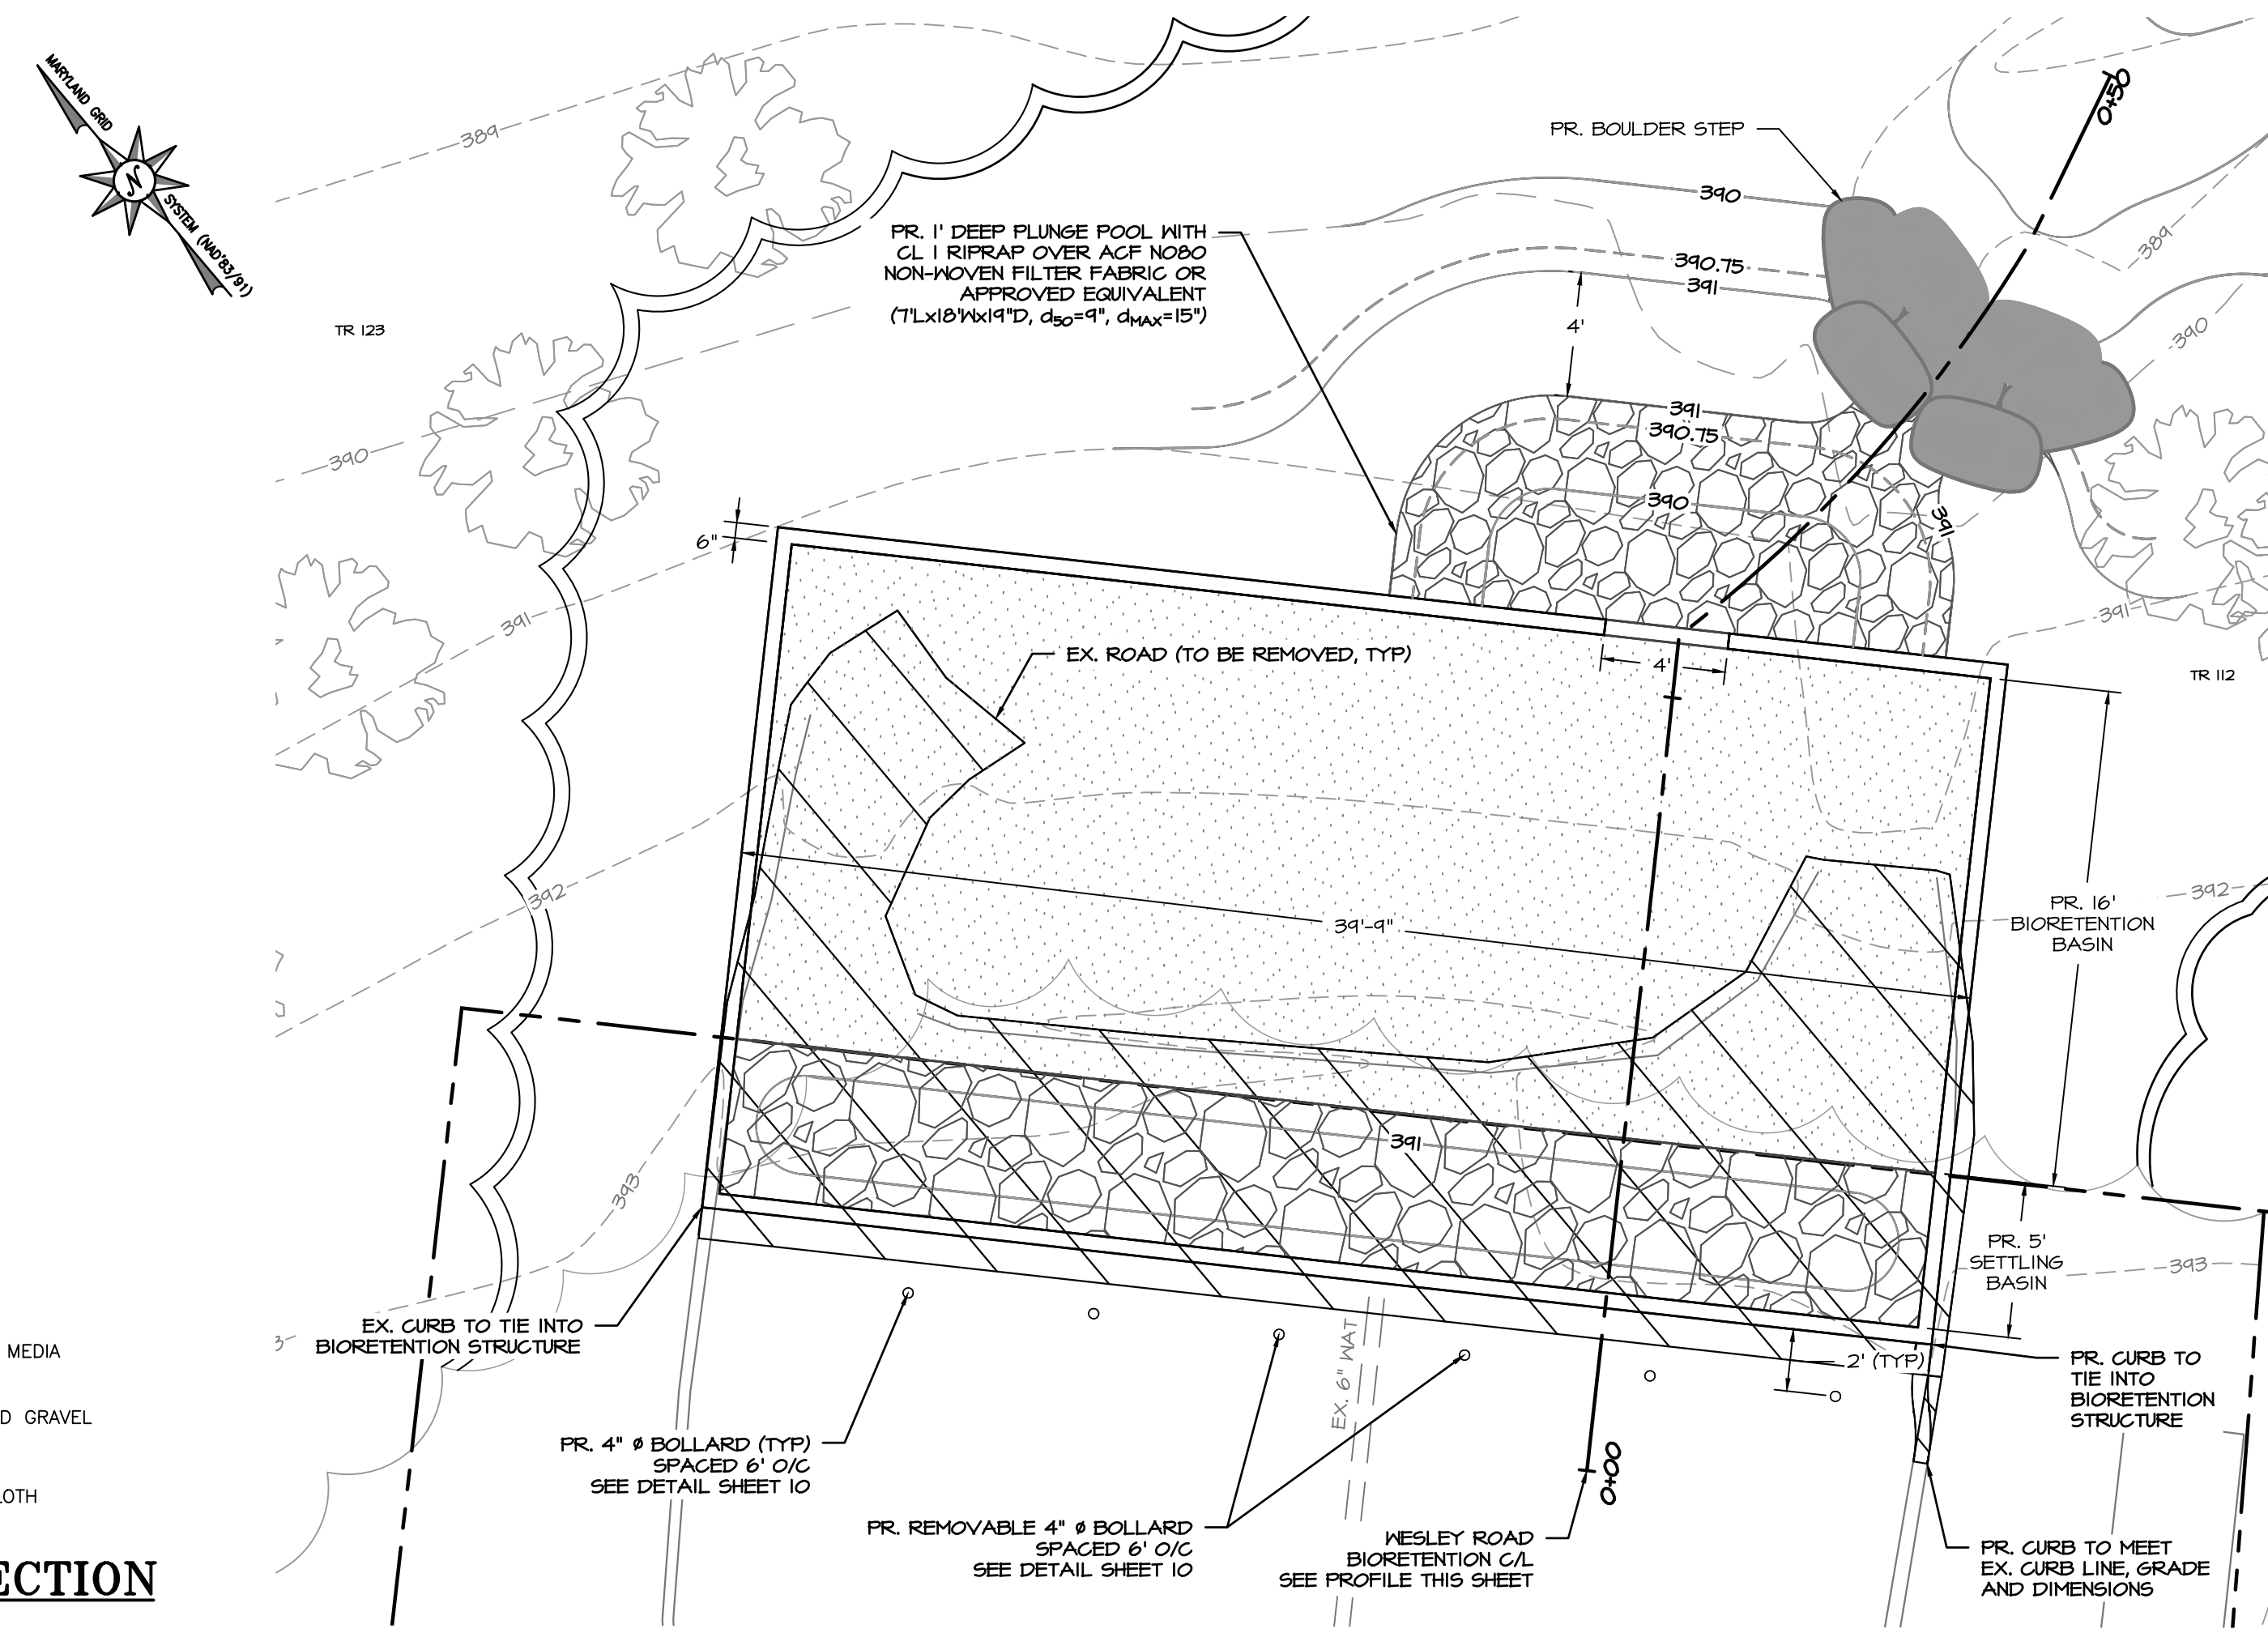 MARYLAND GRID
N
SYSTEM (NAD'83/91)
389
TR 123
390
391
392
393
PR. 1' DEEP PLUNGE POOL WITH
CL 1 RIPRAP OVER ACF N080
NON-WOVEN FILTER FABRIC OR
APPROVED EQUIVALENT
(7'Lx18'Wx19"D, d50=9", dMAX=15")
PR. BOULDER STEP
0+50
390
390.75
391
4'
391
390.75
390
391
389
390
391
TR 112
6"
EX. ROAD (TO BE REMOVED, TYP)
4'
39'-9"
PR. 16'
BIORETENTION
BASIN
392
391
PR. 5'
SETTLING
BASIN
393
EX. CURB TO TIE INTO
BIORETENTION STRUCTURE
3
MEDIA
D GRAVEL
LOTH
ECTION
PR. 4" Ø BOLLARD (TYP)
SPACED 6' O/C
SEE DETAIL SHEET 10
EX. 6" WAT
2' (TYP)
PR. CURB TO
TIE INTO
BIORETENTION
STRUCTURE
0+00
PR. REMOVABLE 4" Ø BOLLARD
SPACED 6' O/C
SEE DETAIL SHEET 10
WESLEY ROAD
BIORETENTION C/L
SEE PROFILE THIS SHEET
PR. CURB TO MEET
EX. CURB LINE, GRADE
AND DIMENSIONS